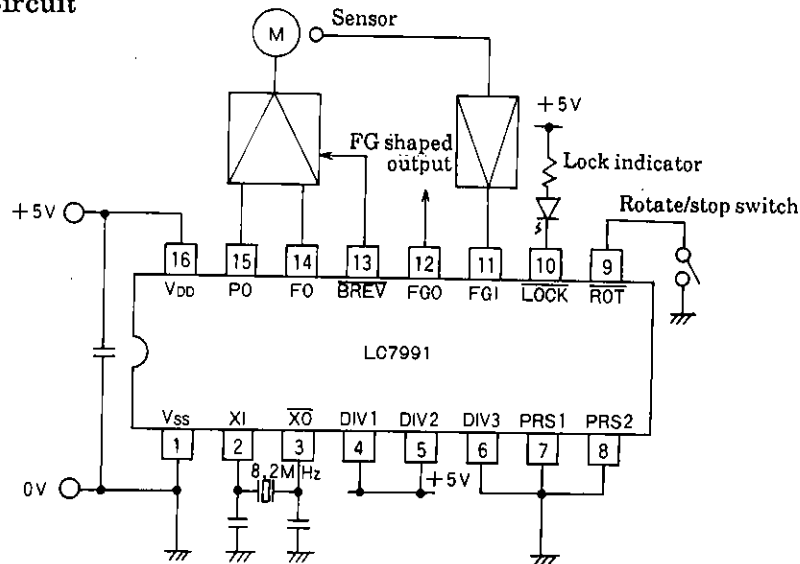 Circuit
Sensor
M
+5V
FG shaped
output
Lock indicator
Rotate/stop switch
+5V
16 15 14 13 12 11 10 9
VDD PO FO BREV FGO FGI LOCK ROT
LC7991
VSS XI XO DIV1 DIV2 DIV3 PRS1 PRS2
1 2 3 4 5 6 7 8
8.2MHz
+5V
0V